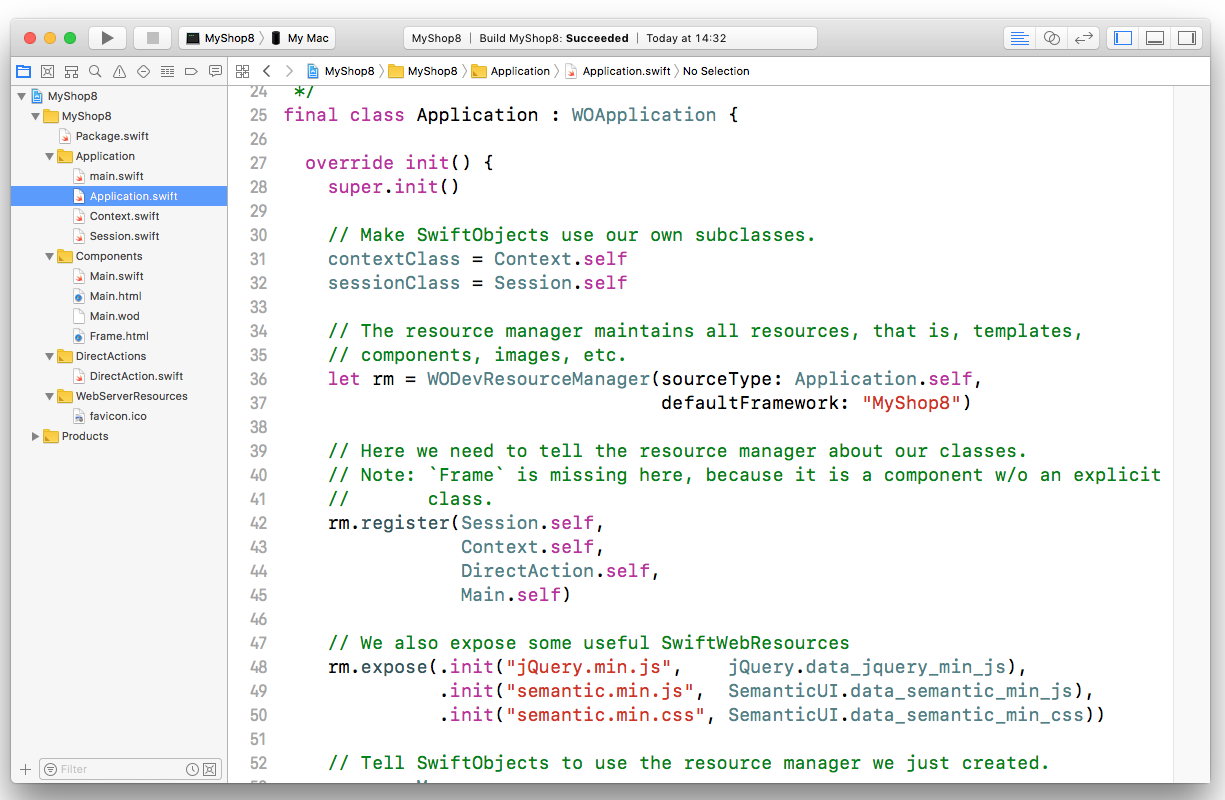 MyShop8 My Mac
MyShop8 | Build MyShop8: Succeeded | Today at 14:32
MyShop8 MyShop8 Application Application.swift No Selection
MyShop8
MyShop8
Package.swift
Application
main.swift
Application.swift
Context.swift
Session.swift
Components
Main.swift
Main.html
Main.wod
Frame.html
DirectActions
DirectAction.swift
WebServerResources
favicon.ico
Products
Filter
24 */
25 final class Application : WOApplication {
26
27 override init() {
28 super.init()
29
30 // Make SwiftObjects use our own subclasses.
31 contextClass = Context.self
32 sessionClass = Session.self
33
34 // The resource manager maintains all resources, that is, templates,
35 // components, images, etc.
36 let rm = WODevResourceManager(sourceType: Application.self,
37 defaultFramework: "MyShop8")
38
39 // Here we need to tell the resource manager about our classes.
40 // Note: `Frame` is missing here, because it is a component w/o an explicit
41 // class.
42 rm.register(Session.self,
43 Context.self,
44 DirectAction.self,
45 Main.self)
46
47 // We also expose some useful SwiftWebResources
48 rm.expose(.init("jQuery.min.js", jQuery.data_jquery_min_js),
49 .init("semantic.min.js", SemanticUI.data_semantic_min_js),
50 .init("semantic.min.css", SemanticUI.data_semantic_min_css))
51
52 // Tell SwiftObjects to use the resource manager we just created.